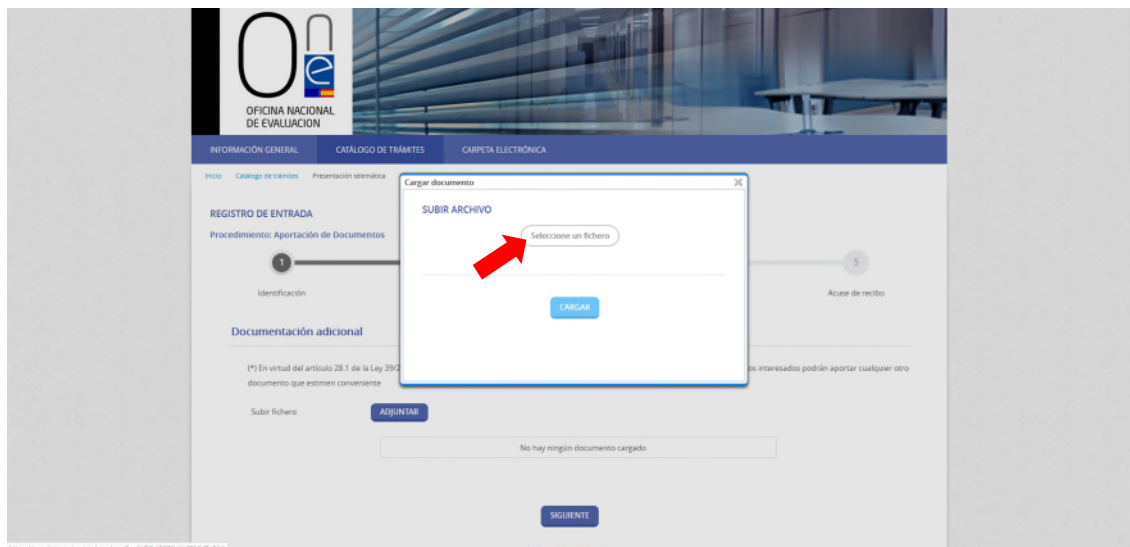 OFICINA NACIONAL
DE EVALUACION
INFORMACIÓN GENERAL CATÁLOGO DE TRÁMITES CARPETA ELECTRÓNICA
Inicio Catálogo de trámites Presentación telemática
Cargar documento
SUBIR ARCHIVO
Seleccione un fichero
CARGAR
REGISTRO DE ENTRADA
Procedimiento: Aportación de Documentos
1 5
Identificación Acuse de recibo
Documentación adicional
(*) En virtud del artículo 28.1 de la Ley 39/2 os interesados podrán aportar cualquier otro
documento que estimen conveniente
Subir fichero ADJUNTAR
No hay ningún documento cargado
SIGUIENTE